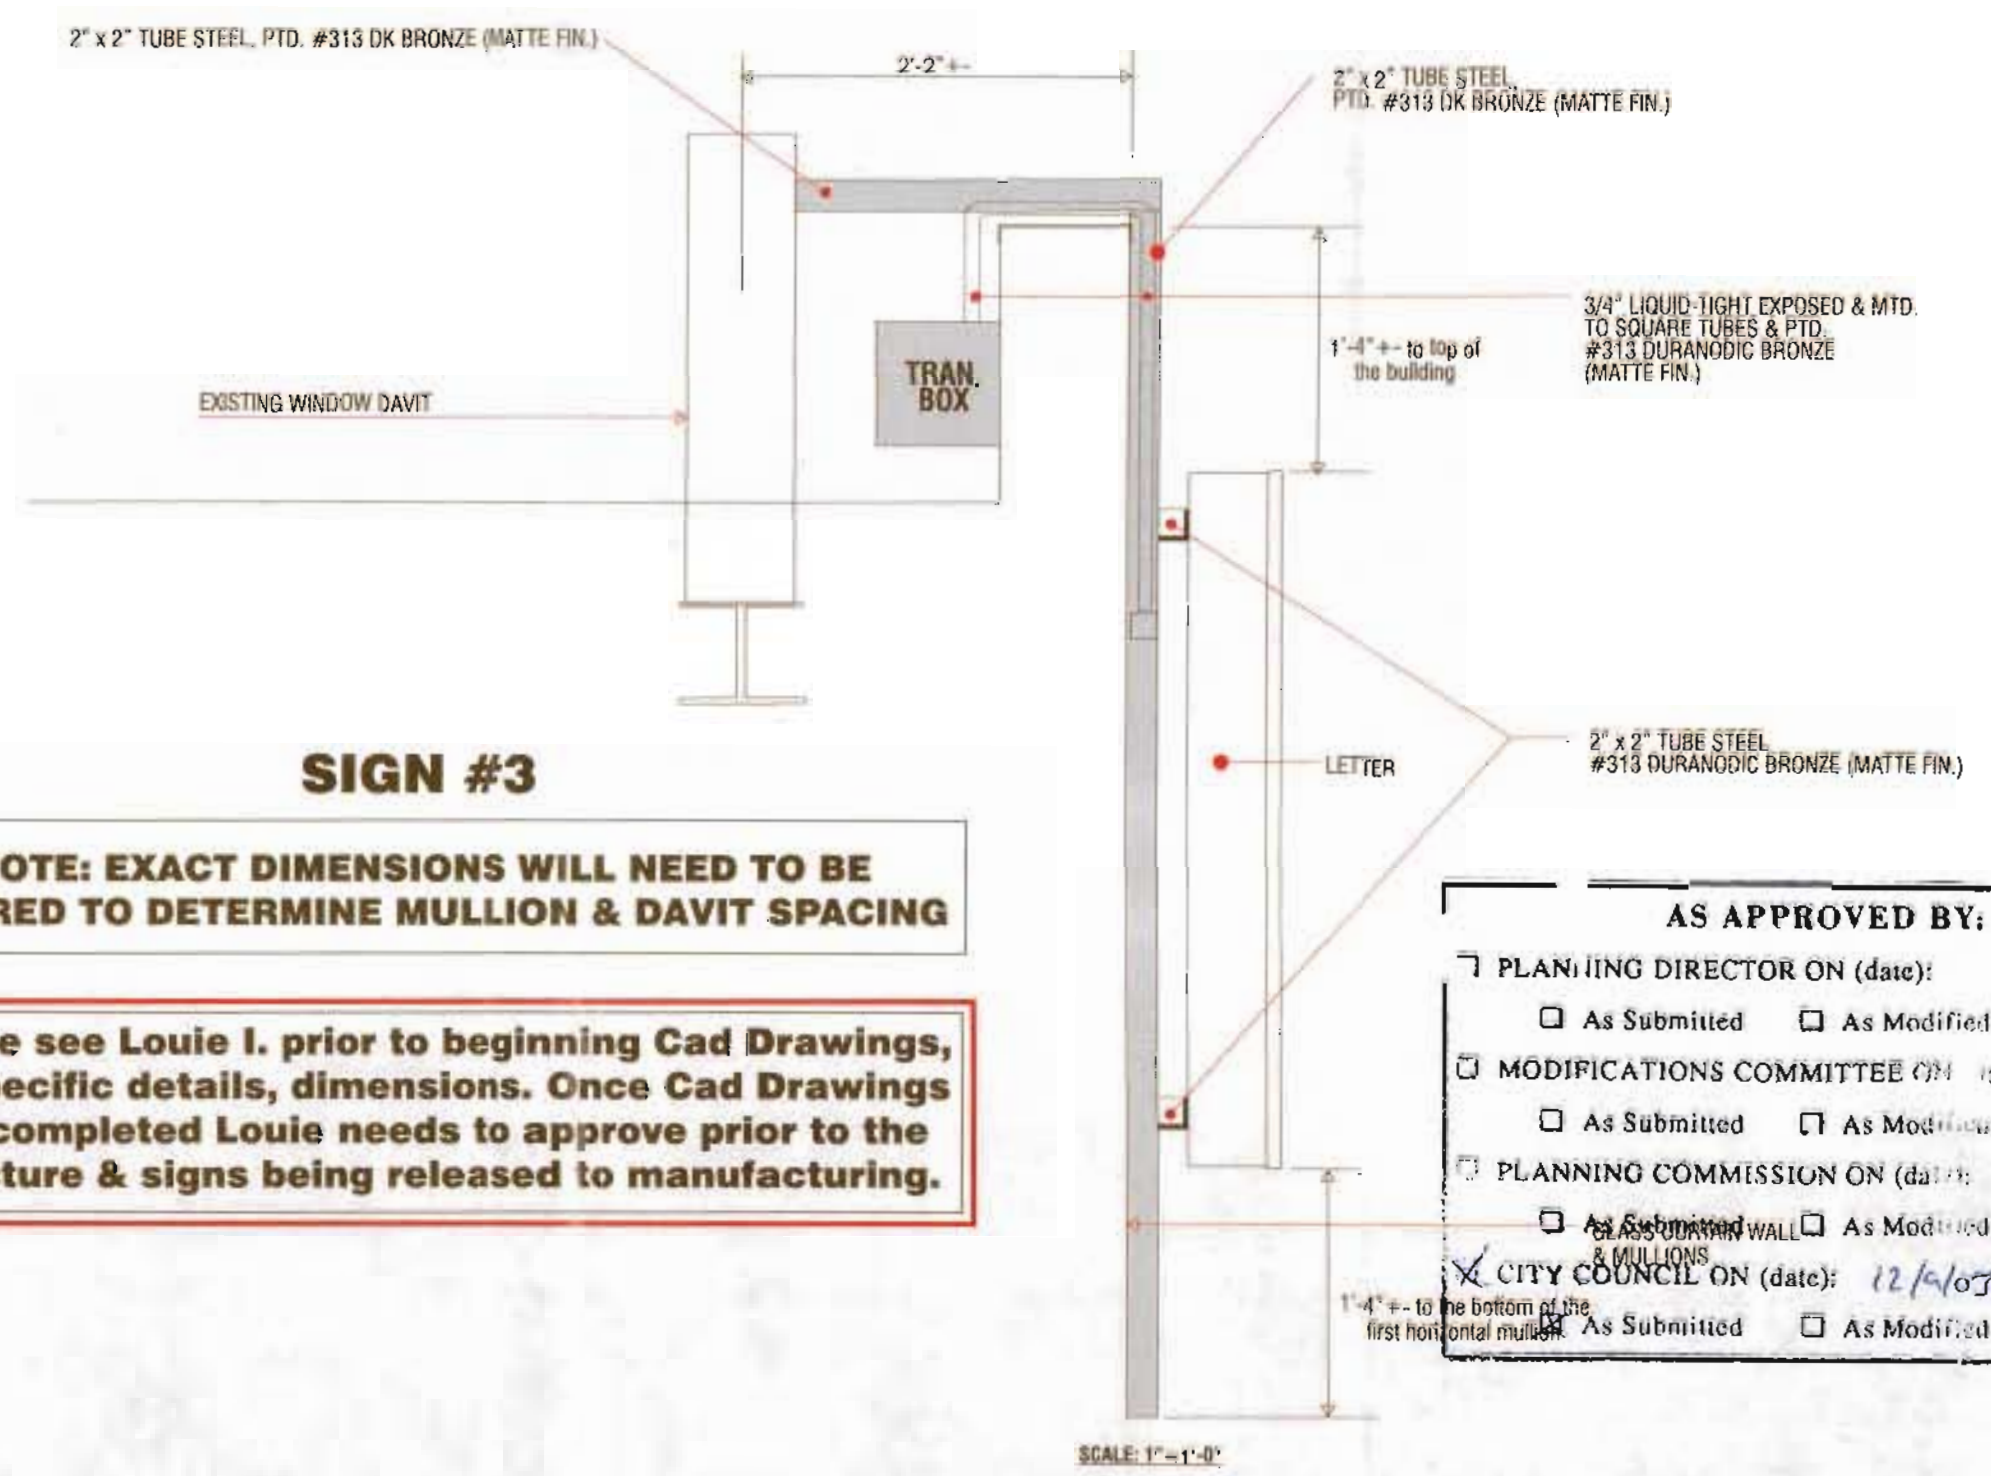 2" x 2" TUBE STEEL, PTD. #313 DK BRONZE (MATTE FIN.)
2'-2" +-
2" x 2" TUBE STEEL,
PTD. #313 DK BRONZE (MATTE FIN.)
3/4" LIQUID-TIGHT EXPOSED & MTD.
TO SQUARE TUBES & PTD.
#313 DURANODIC BRONZE
(MATTE FIN.)
1'-4" +- to top of
the building
TRAN.
BOX
EXISTING WINDOW DAVIT
2" x 2" TUBE STEEL
#313 DURANODIC BRONZE (MATTE FIN.)
LETTER
SIGN #3
OTE: EXACT DIMENSIONS WILL NEED TO BE
RED TO DETERMINE MULLION & DAVIT SPACING
e see Louie I. prior to beginning Cad Drawings,
ecific details, dimensions. Once Cad Drawings
completed Louie needs to approve prior to the
ture & signs being released to manufacturing.
AS APPROVED BY:
PLANNING DIRECTOR ON (date):
As Submitted As Modified
MODIFICATIONS COMMITTEE ON
As Submitted As Modified
PLANNING COMMISSION ON (date):
As Submitted As Modified
GLASS CURTAIN WALL
& MULLIONS
CITY COUNCIL ON (date): 12/9/03
As Submitted As Modified
1'-4" +- to the bottom of the
first horizontal mullion
SCALE: 1"=1'-0"